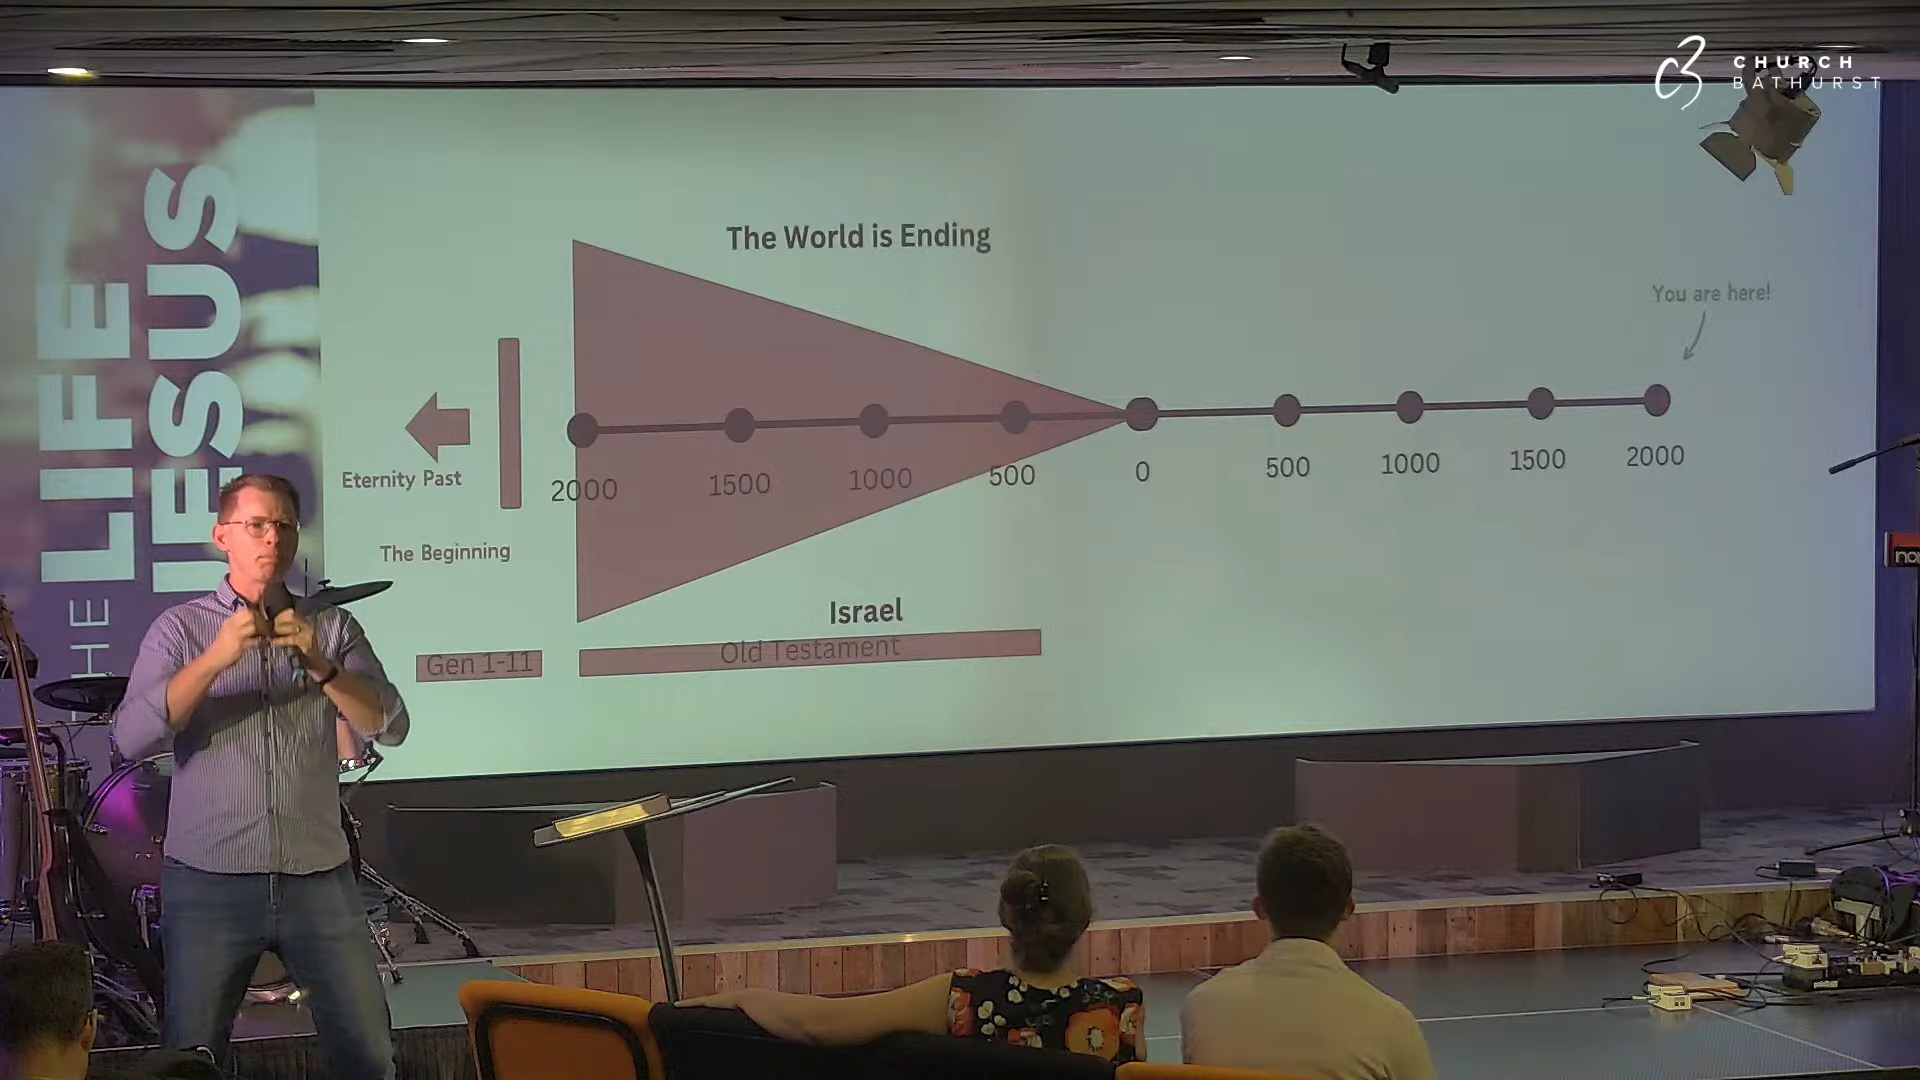 CHURCH
BATHURST
THE LIFE
JESUS
The World is Ending
You are here!
Eternity Past
2000 1500 1000 500 0 500 1000 1500 2000
The Beginning
Israel
Old Testament
Gen 1-11